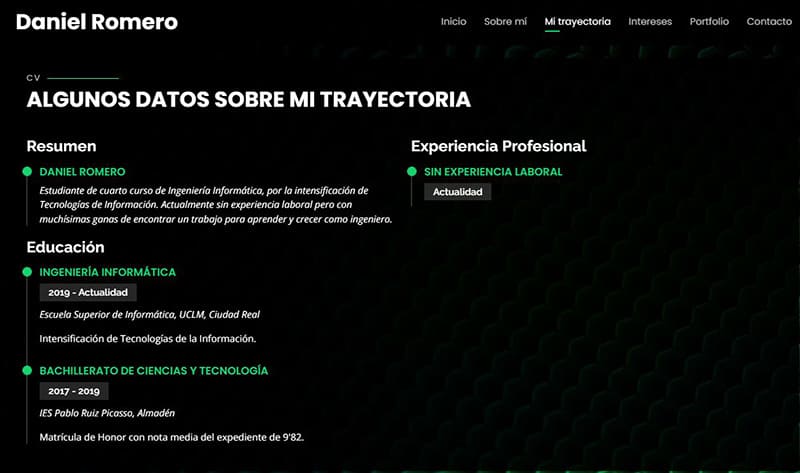 Daniel Romero
Inicio Sobre mí Mi trayectoria Intereses Portfolio Contacto
CV
ALGUNOS DATOS SOBRE MI TRAYECTORIA
Resumen
DANIEL ROMERO
Estudiante de cuarto curso de Ingeniería Informática, por la intensificación de
Tecnologías de Información. Actualmente sin experiencia laboral pero con
muchísimas ganas de encontrar un trabajo para aprender y crecer como ingeniero.
Educación
INGENIERÍA INFORMÁTICA
2019 - Actualidad
Escuela Superior de Informática, UCLM, Ciudad Real
Intensificación de Tecnologías de la Información.
BACHILLERATO DE CIENCIAS Y TECNOLOGÍA
2017 - 2019
IES Pablo Ruiz Picasso, Almadén
Matrícula de Honor con nota media del expediente de 9'82.
Experiencia Profesional
SIN EXPERIENCIA LABORAL
Actualidad